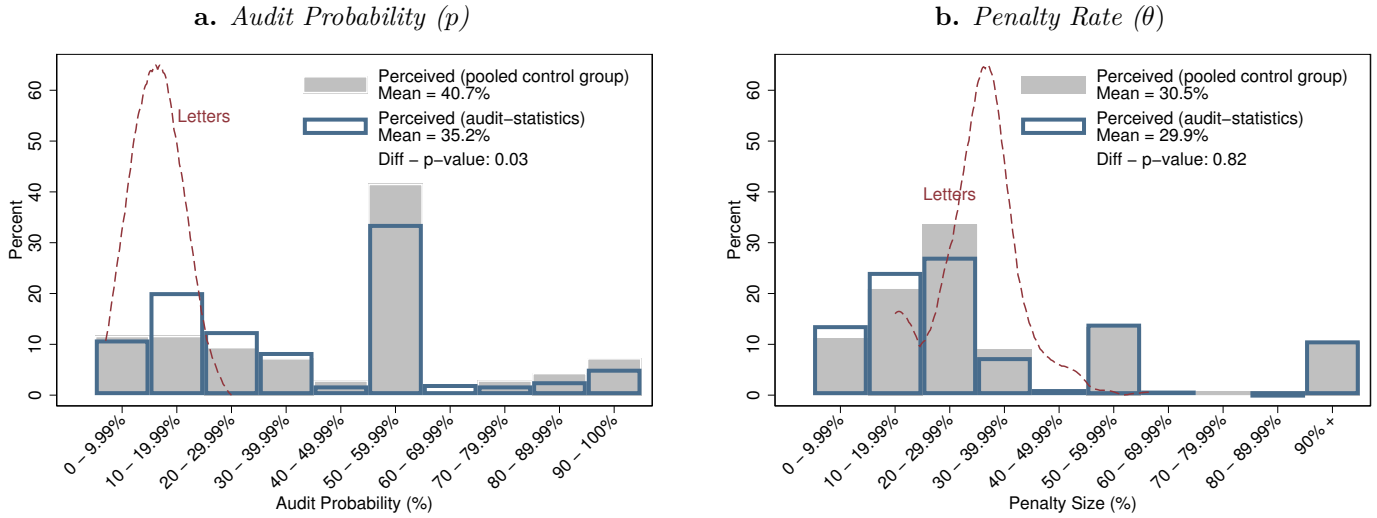 a. Audit Probability (p)
Percent
0
10
20
30
40
50
60
Letters
Perceived (pooled control group)
Mean = 40.7%
Perceived (audit−statistics)
Mean = 35.2%
Diff − p−value: 0.03
0 − 9.99%
10 − 19.99%
20 − 29.99%
30 − 39.99%
40 − 49.99%
50 − 59.99%
60 − 69.99%
70 − 79.99%
80 − 89.99%
90 − 100%
Audit Probability (%)
b. Penalty Rate (θ)
Percent
0
10
20
30
40
50
60
Letters
Perceived (pooled control group)
Mean = 30.5%
Perceived (audit−statistics)
Mean = 29.9%
Diff − p−value: 0.82
0 − 9.99%
10 − 19.99%
20 − 29.99%
30 − 39.99%
40 − 49.99%
50 − 59.99%
60 − 69.99%
70 − 79.99%
80 − 89.99%
90% +
Penalty Size (%)